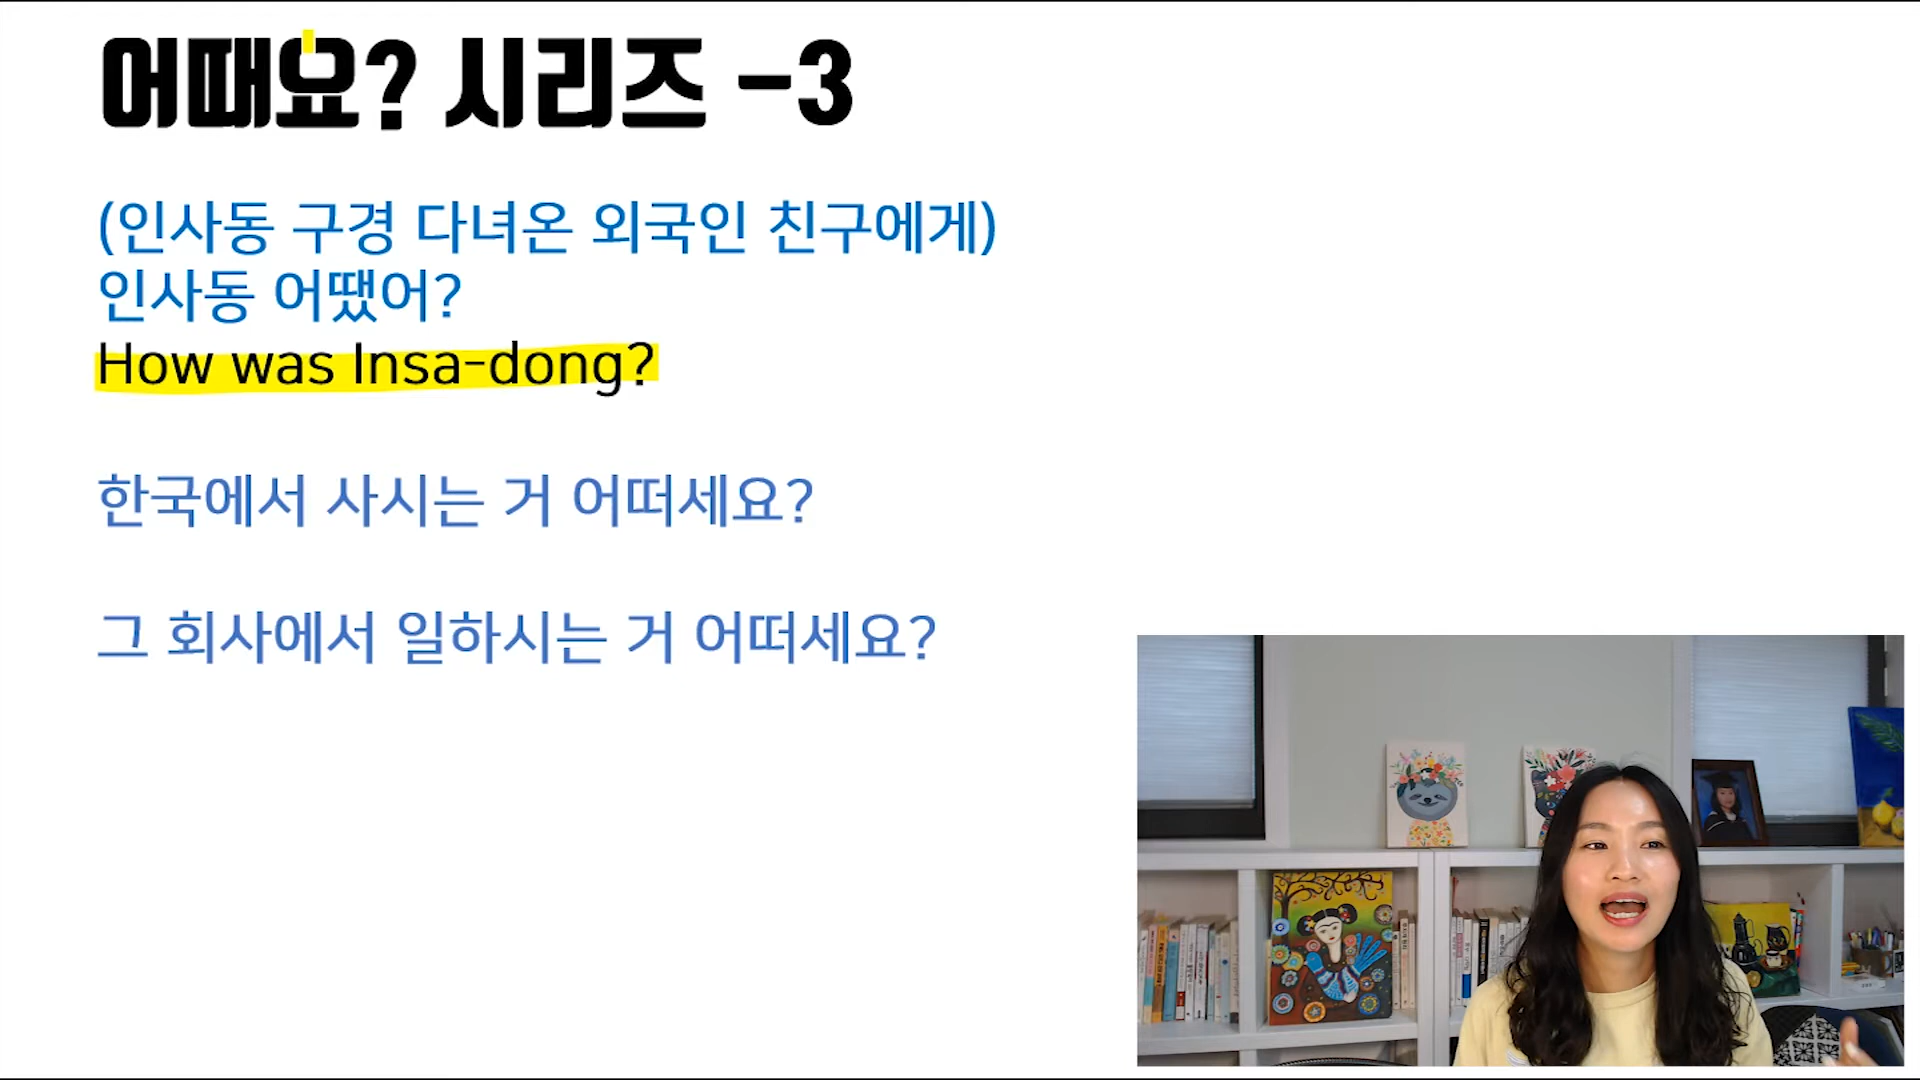 어때요? 시리즈 -3
(인사동 구경 다녀온 외국인 친구에게)
인사동 어땠어?
How was Insa-dong?
한국에서 사시는 거 어떠세요?
그 회사에서 일하시는 거 어떠세요?